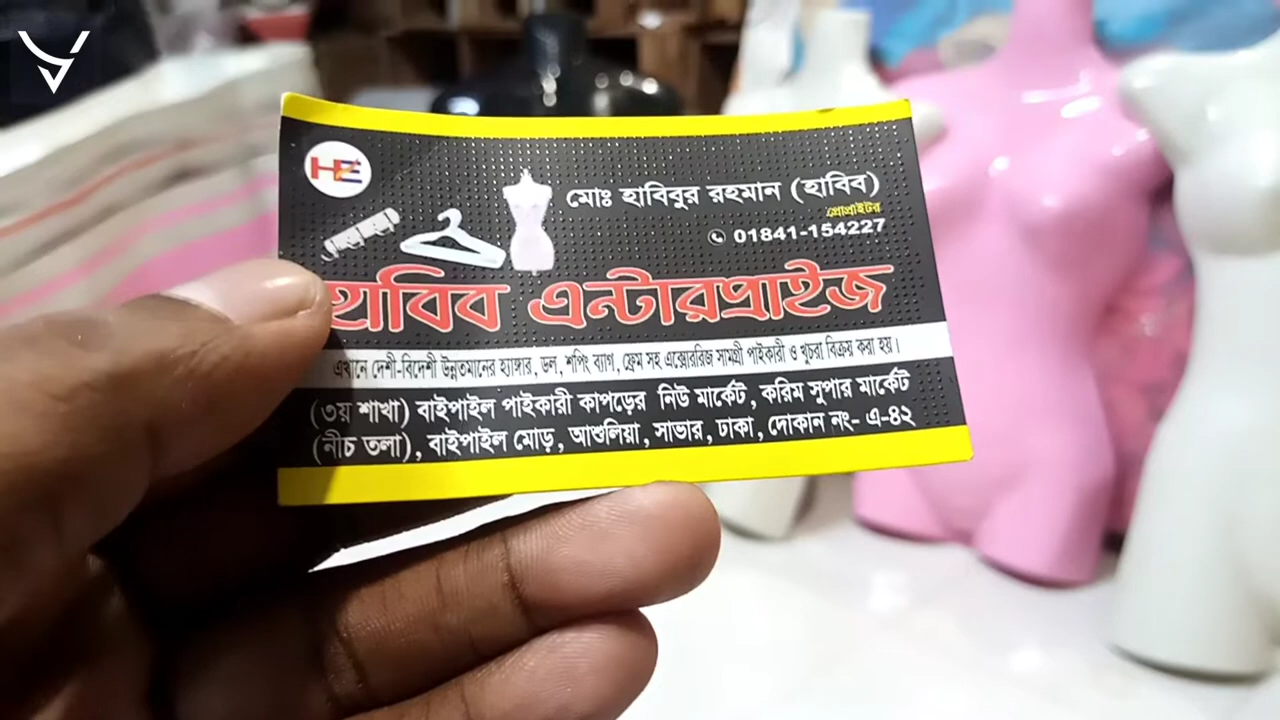 HE
মোঃ হাবিবুর রহমান (হাবিব)
প্রোপ্রাইটর
01841-154227
হাবিব এন্টারপ্রাইজ
এখানে দেশী-বিদেশী উন্নতমানের হ্যাঙ্গার, ডল, শপিং ব্যাগ, ফ্রেম সহ এক্সোররিজ সামগ্রী পাইকারী ও খুচরা বিক্রয় করা হয়।
(৩য় শাখা) বাইপাইল পাইকারী কাপড়ের নিউ মার্কেট, করিম সুপার মার্কেট
(নীচ তলা), বাইপাইল মোড়, আশুলিয়া, সাভার, ঢাকা, দোকান নং- এ-৪২